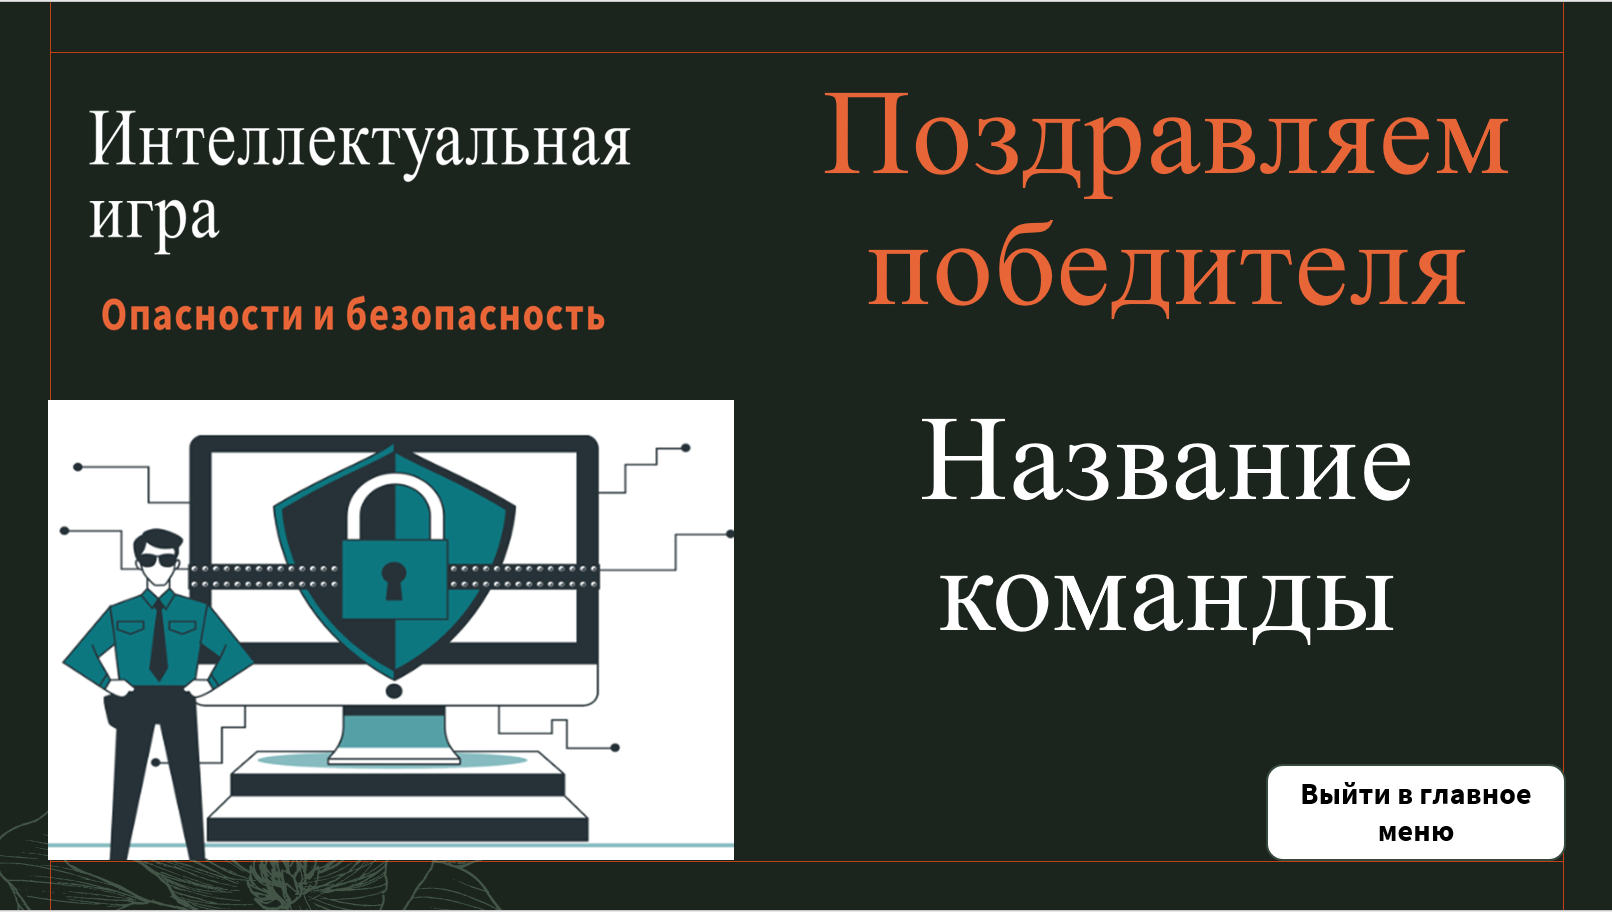 Интеллектуальная
игра
Опасности и безопасность
Поздравляем
победителя
Название
команды
Выйти в главное
меню